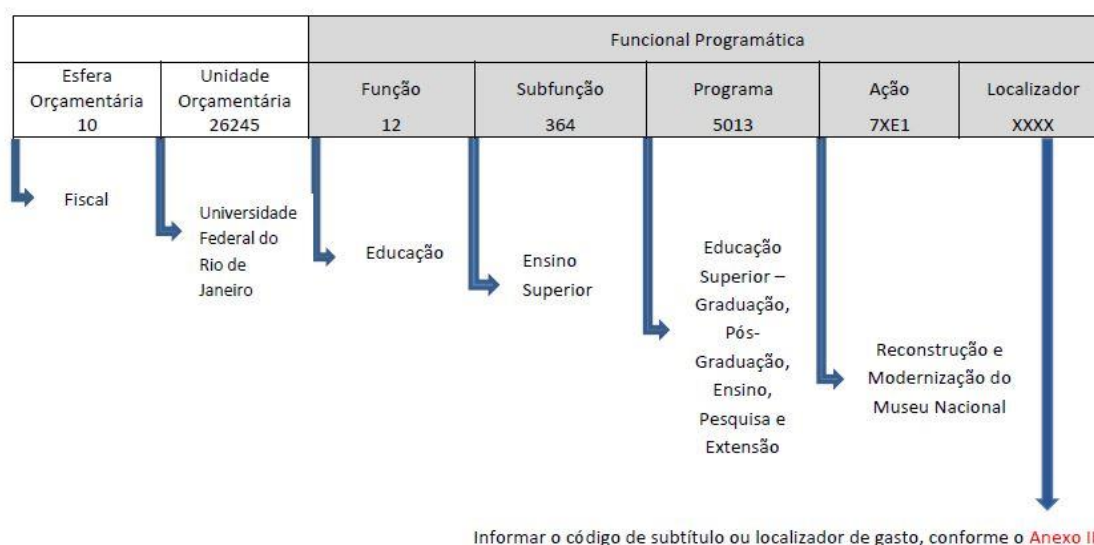 Funcional Programática
Esfera
Orçamentária
10
Unidade
Orçamentária
26245
Função
12
Subfunção
364
Programa
5013
Ação
7XE1
Localizador
XXXX
Fiscal
Universidade
Federal do
Rio de
Janeiro
Educação
Ensino
Superior
Educação
Superior –
Graduação,
Pós-
Graduação,
Ensino,
Pesquisa e
Extensão
Reconstrução e
Modernização do
Museu Nacional
Informar o código de subtítulo ou localizador de gasto, conforme o Anexo II